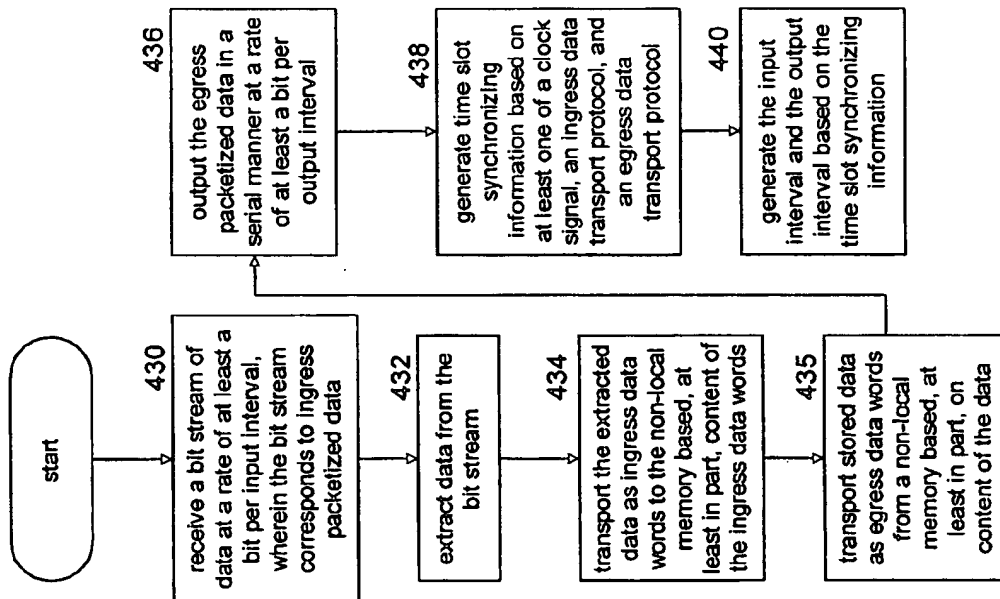 start
430
receive a bit stream of
data at a rate of at least a
bit per input interval,
wherein the bit stream
corresponds to ingress
packetized data
432
extract data from the
bit stream
434
transport the extracted
data as ingress data
words to the non-local
memory based, at
least in part, content of
the ingress data words
435
transport stored data
as egress data words
from a non-local
memory based, at
least in part, on
content of the data
436
output the egress
packetized data in a
serial manner at a rate
of at least a bit per
output interval
438
generate time slot
synchronizing
information based on
at least one of a clock
signal, an ingress data
transport protocol, and
an egress data
transport protocol
440
generate the input
interval and the output
interval based on the
time slot synchronizing
information